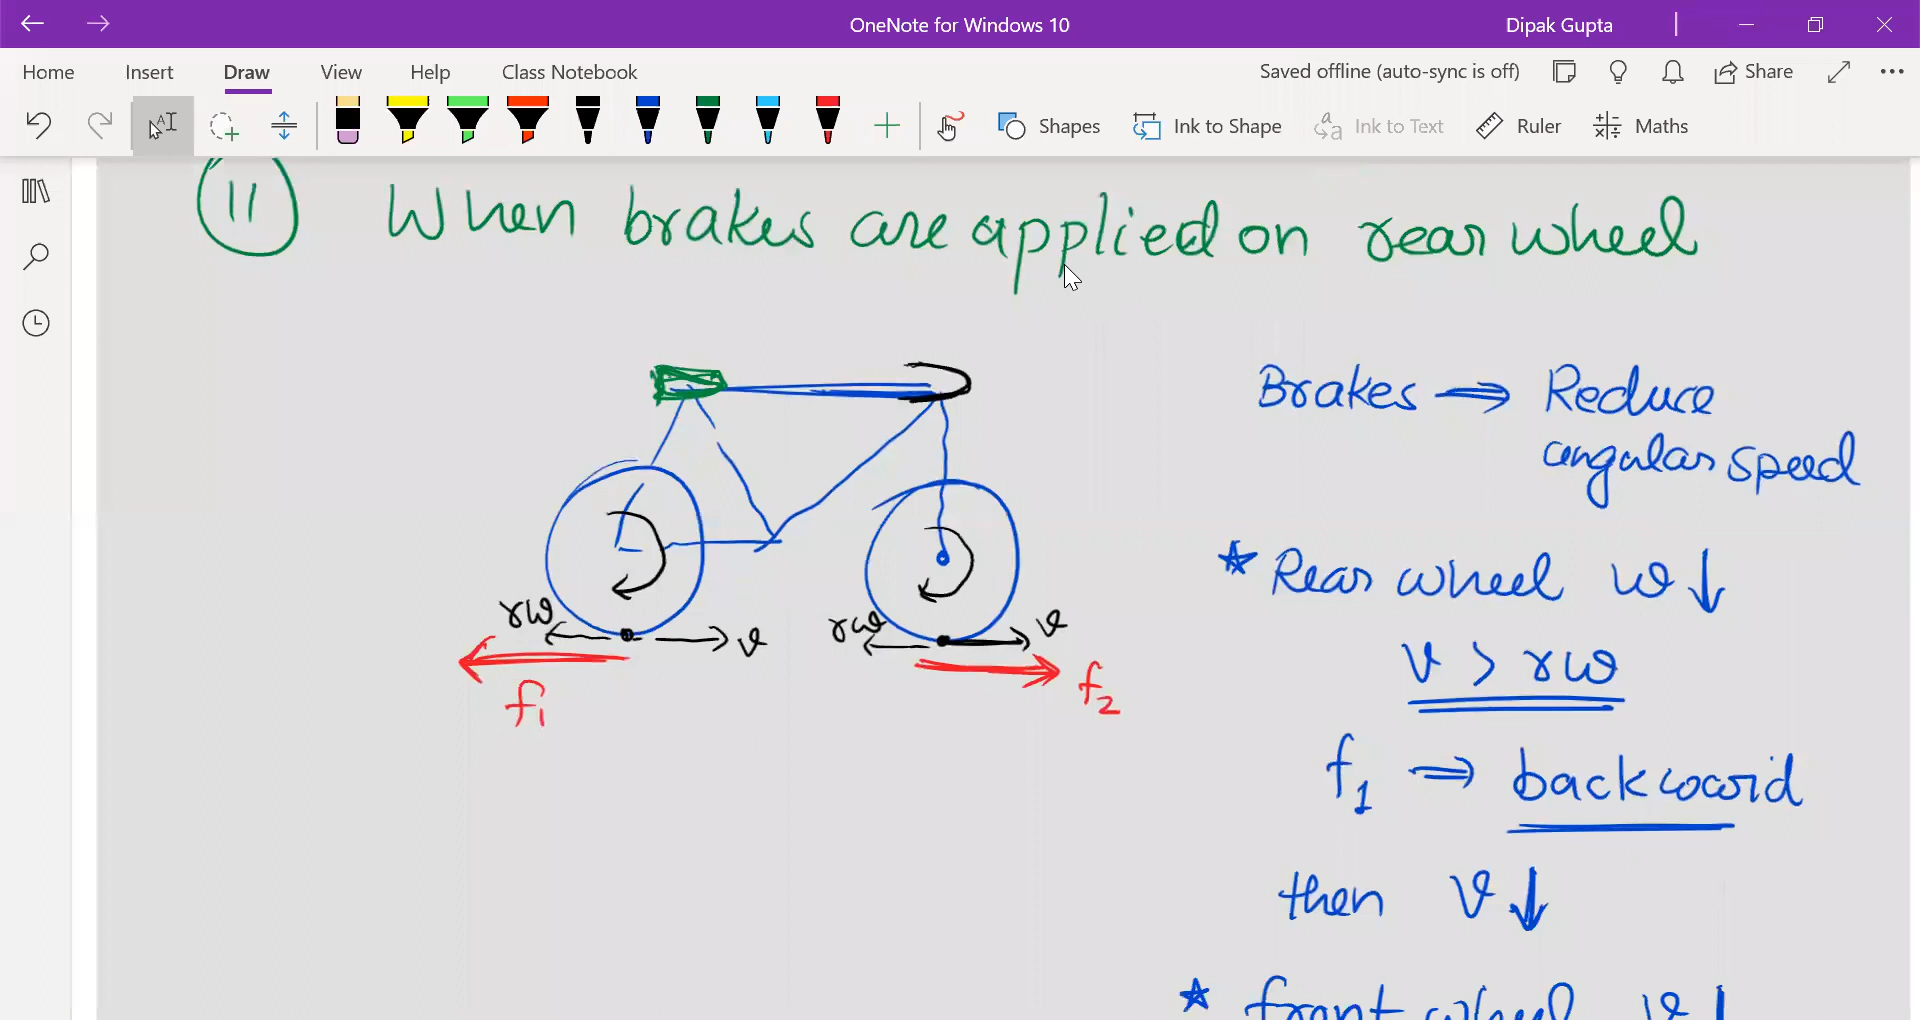 OneNote for Windows 10
Dipak Gupta
Home Insert Draw View Help Class Notebook
Saved offline (auto-sync is off)
Share
Shapes Ink to Shape Ink to Text Ruler Maths
11 When brakes are applied on rear wheel
Brakes ⇒ Reduce
angular speed
* Rear wheel ω ↓
v > rω
f1 ⇒ backward
then v ↓
* front wheel v ↓
rω v
f1
rω v
f2